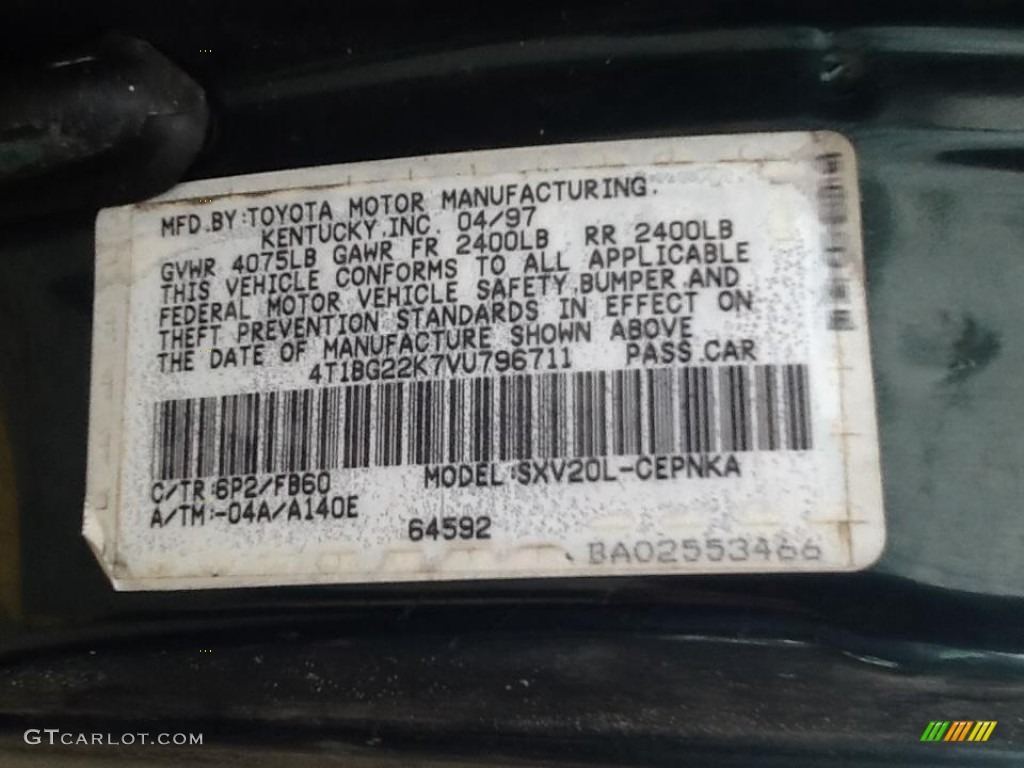 MFD.BY:TOYOTA MOTOR MANUFACTURING.
KENTUCKY,INC. 04/97
GVWR 4075LB GAWR FR 2400LB RR 2400LB
THIS VEHICLE CONFORMS TO ALL APPLICABLE
FEDERAL MOTOR VEHICLE SAFETY,BUMPER,AND
THEFT PREVENTION STANDARDS IN EFFECT ON
THE DATE OF MANUFACTURE SHOWN ABOVE
4T1BG22K7VU796711 PASS.CAR
C/TR:6P2/FB60 MODEL:SXV20L-CEPNKA
A/TM:-04A/A140E
64592
BA02553466
GTCARLOT.COM